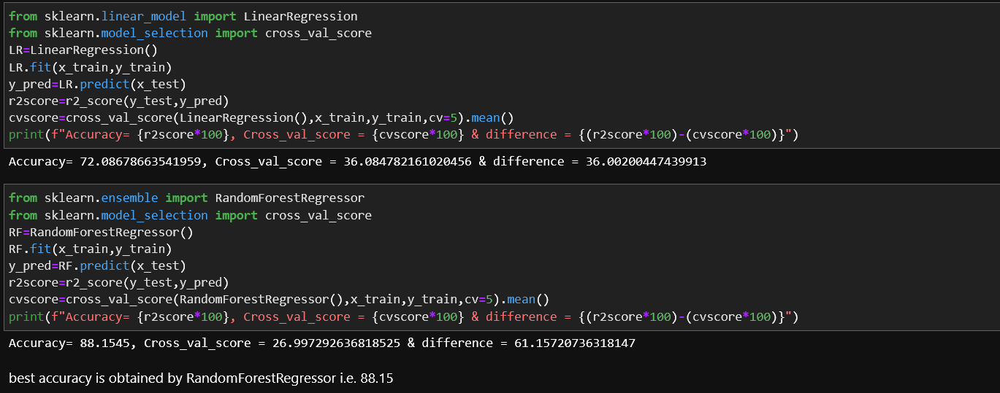 from sklearn.linear_model import LinearRegression
from sklearn.model_selection import cross_val_score
LR=LinearRegression()
LR.fit(x_train,y_train)
y_pred=LR.predict(x_test)
r2score=r2_score(y_test,y_pred)
cvscore=cross_val_score(LinearRegression(),x_train,y_train,cv=5).mean()
print(f"Accuracy= {r2score*100}, Cross_val_score = {cvscore*100} & difference = {(r2score*100)-(cvscore*100)}")
Accuracy= 72.08678663541959, Cross_val_score = 36.084782161020456 & difference = 36.00200447439913
from sklearn.ensemble import RandomForestRegressor
from sklearn.model_selection import cross_val_score
RF=RandomForestRegressor()
RF.fit(x_train,y_train)
y_pred=RF.predict(x_test)
r2score=r2_score(y_test,y_pred)
cvscore=cross_val_score(RandomForestRegressor(),x_train,y_train,cv=5).mean()
print(f"Accuracy= {r2score*100}, Cross_val_score = {cvscore*100} & difference = {(r2score*100)-(cvscore*100)}")
Accuracy= 88.1545, Cross_val_score = 26.997292636818525 & difference = 61.15720736318147
best accuracy is obtained by RandomForestRegressor i.e. 88.15